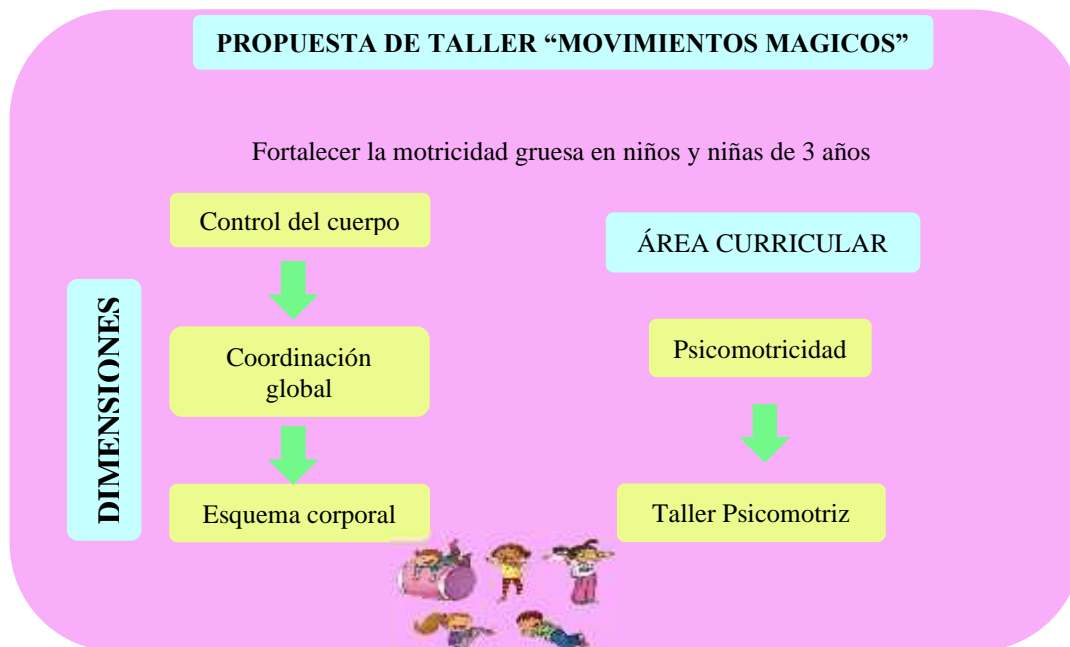 PROPUESTA DE TALLER “MOVIMIENTOS MAGICOS”
Fortalecer la motricidad gruesa en niños y niñas de 3 años
DIMENSIONES
Control del cuerpo
Coordinación
global
Esquema corporal
ÁREA CURRICULAR
Psicomotricidad
Taller Psicomotriz